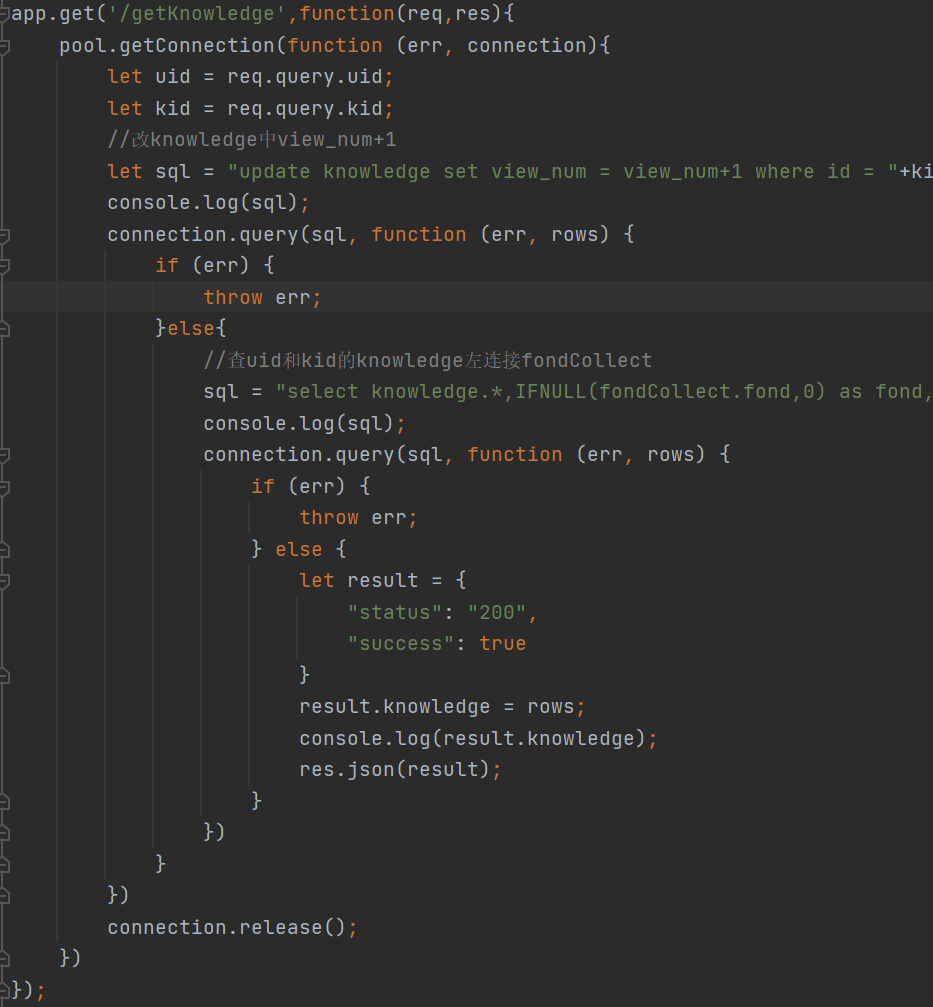 app.get('/getKnowledge',function(req,res){
    pool.getConnection(function (err, connection){
        let uid = req.query.uid;
        let kid = req.query.kid;
        //改knowledge中view_num+1
        let sql = "update knowledge set view_num = view_num+1 where id = "+ki
        console.log(sql);
        connection.query(sql, function (err, rows) {
            if (err) {
                throw err;
            }else{
                //查uid和kid的knowledge左连接fondCollect
                sql = "select knowledge.*,IFNULL(fondCollect.fond,0) as fond,
                console.log(sql);
                connection.query(sql, function (err, rows) {
                    if (err) {
                        throw err;
                    } else {
                        let result = {
                            "status": "200",
                            "success": true
                        }
                        result.knowledge = rows;
                        console.log(result.knowledge);
                        res.json(result);
                    }
                })
            }
        })
        connection.release();
    })
});